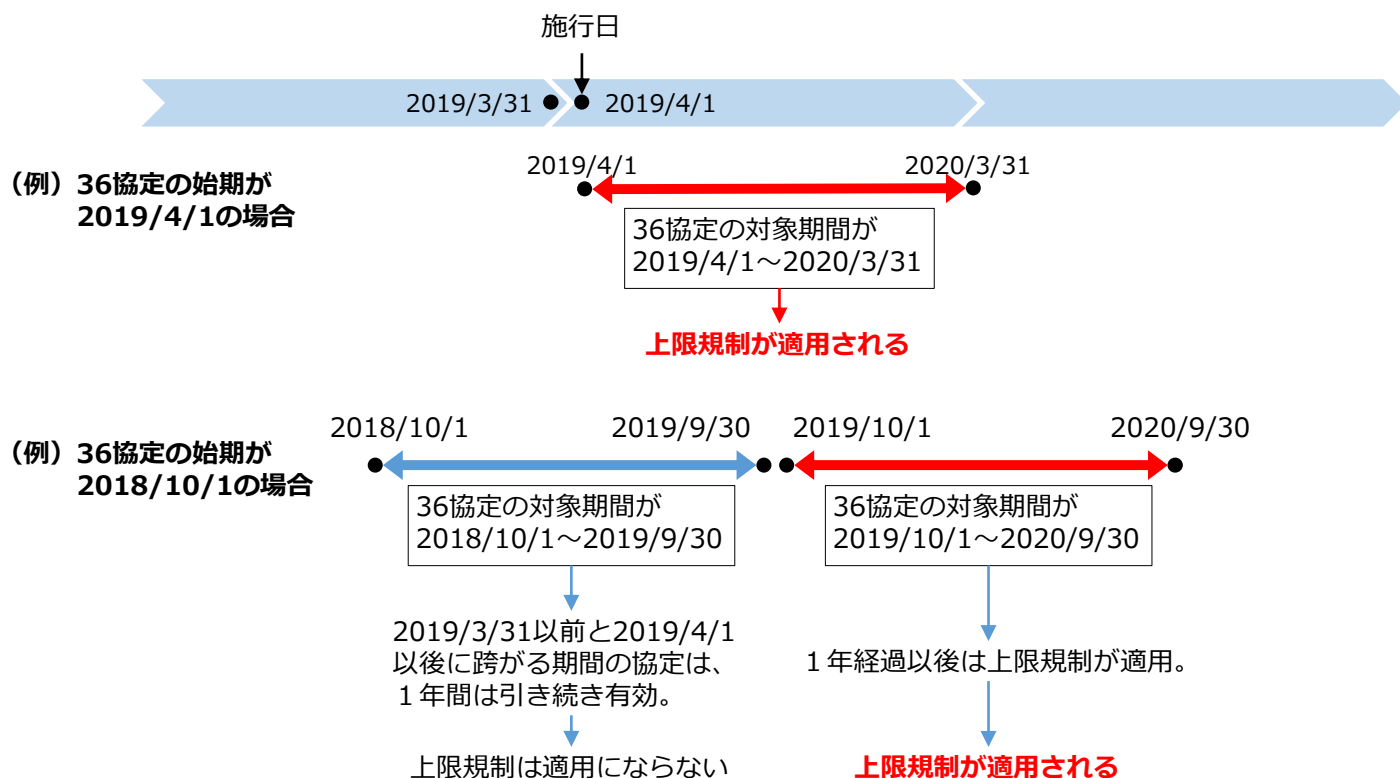 施行日
2019/3/31
2019/4/1
（例）36協定の始期が
2019/4/1の場合
2019/4/1
2020/3/31
36協定の対象期間が
2019/4/1～2020/3/31
上限規制が適用される
（例）36協定の始期が
2018/10/1の場合
2018/10/1
2019/9/30
2019/10/1
2020/9/30
36協定の対象期間が
2018/10/1～2019/9/30
36協定の対象期間が
2019/10/1～2020/9/30
2019/3/31以前と2019/4/1
以後に跨がる期間の協定は、
１年間は引き続き有効。
１年経過以後は上限規制が適用。
上限規制は適用にならない
上限規制が適用される